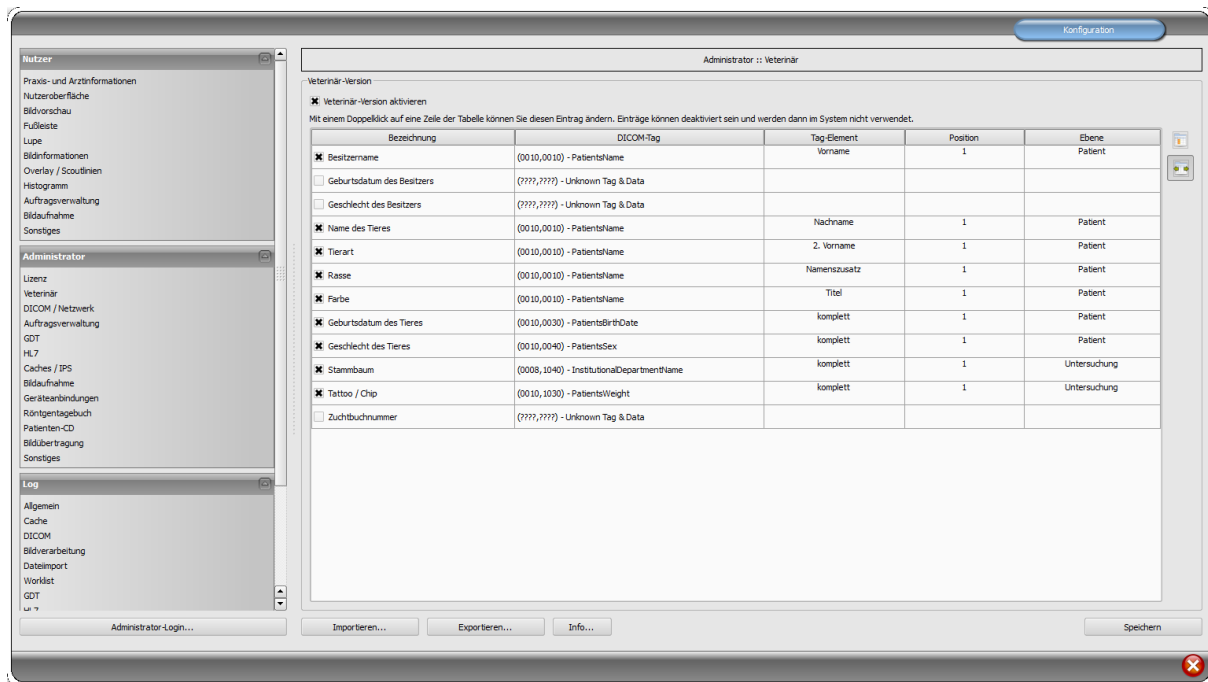 Konfiguration
Nutzer
Praxis- und Arztinformationen
Nutzeroberfläche
Bildvorschau
Fußleiste
Lupe
Bildinformationen
Overlay / Scoutlinien
Histogramm
Auftragsverwaltung
Bildaufnahme
Sonstiges
Administrator
Lizenz
Veterinär
DICOM / Netzwerk
Auftragsverwaltung
GDT
HL7
Caches / IPS
Bildaufnahme
Geräteanbindungen
Röntgentagebuch
Patienten-CD
Bildübertragung
Sonstiges
Log
Allgemein
Cache
DICOM
Bildverarbeitung
Dateiimport
Worklist
GDT
HL7
Administrator-Login...
Administrator :: Veterinär
Veterinär-Version
Veterinär-Version aktivieren
Mit einem Doppelklick auf eine Zeile der Tabelle können Sie diesen Eintrag ändern. Einträge können deaktiviert sein und werden dann im System nicht verwendet.
Bezeichnung DICOM-Tag Tag-Element Position Ebene
Besitzername (0010,0010) - PatientsName Vorname 1 Patient
Geburtsdatum des Besitzers (????,????) - Unknown Tag & Data
Geschlecht des Besitzers (????,????) - Unknown Tag & Data
Name des Tieres (0010,0010) - PatientsName Nachname 1 Patient
Tierart (0010,0010) - PatientsName 2. Vorname 1 Patient
Rasse (0010,0010) - PatientsName Namenszusatz 1 Patient
Farbe (0010,0010) - PatientsName Titel 1 Patient
Geburtsdatum des Tieres (0010,0030) - PatientsBirthDate komplett 1 Patient
Geschlecht des Tieres (0010,0040) - PatientsSex komplett 1 Patient
Stammbaum (0008,1040) - InstitutionalDepartmentName komplett 1 Untersuchung
Tattoo / Chip (0010,1030) - PatientsWeight komplett 1 Untersuchung
Zuchtbuchnummer (????,????) - Unknown Tag & Data
Importieren... Exportieren... Info... Speichern